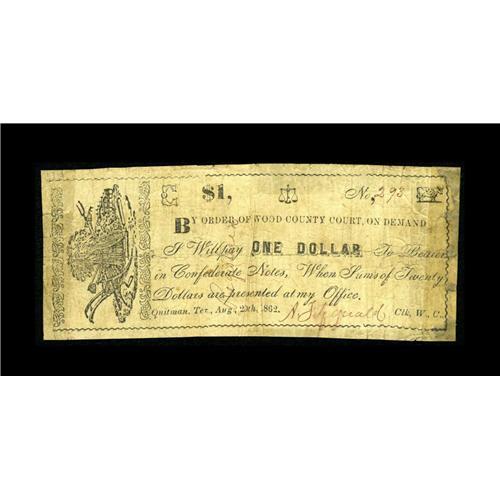 $1, No, 293
BY ORDER OF WOOD COUNTY COURT, ON DEMAND
I Will pay ONE DOLLAR To Bearer
in Confederate Notes, When Sums of Twenty
Dollars are presented at my Office.
Quitman, Tex., Aug, 25th, 1862. Clk, W, C.